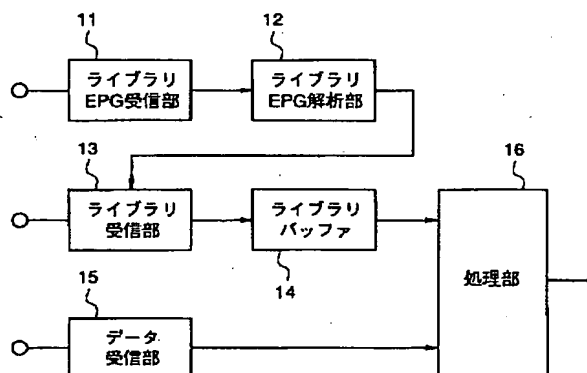 11
ライブラリ
EPG受信部
12
ライブラリ
EPG解析部
13
ライブラリ
受信部
ライブラリ
バッファ
14
16
処理部
15
データ
受信部